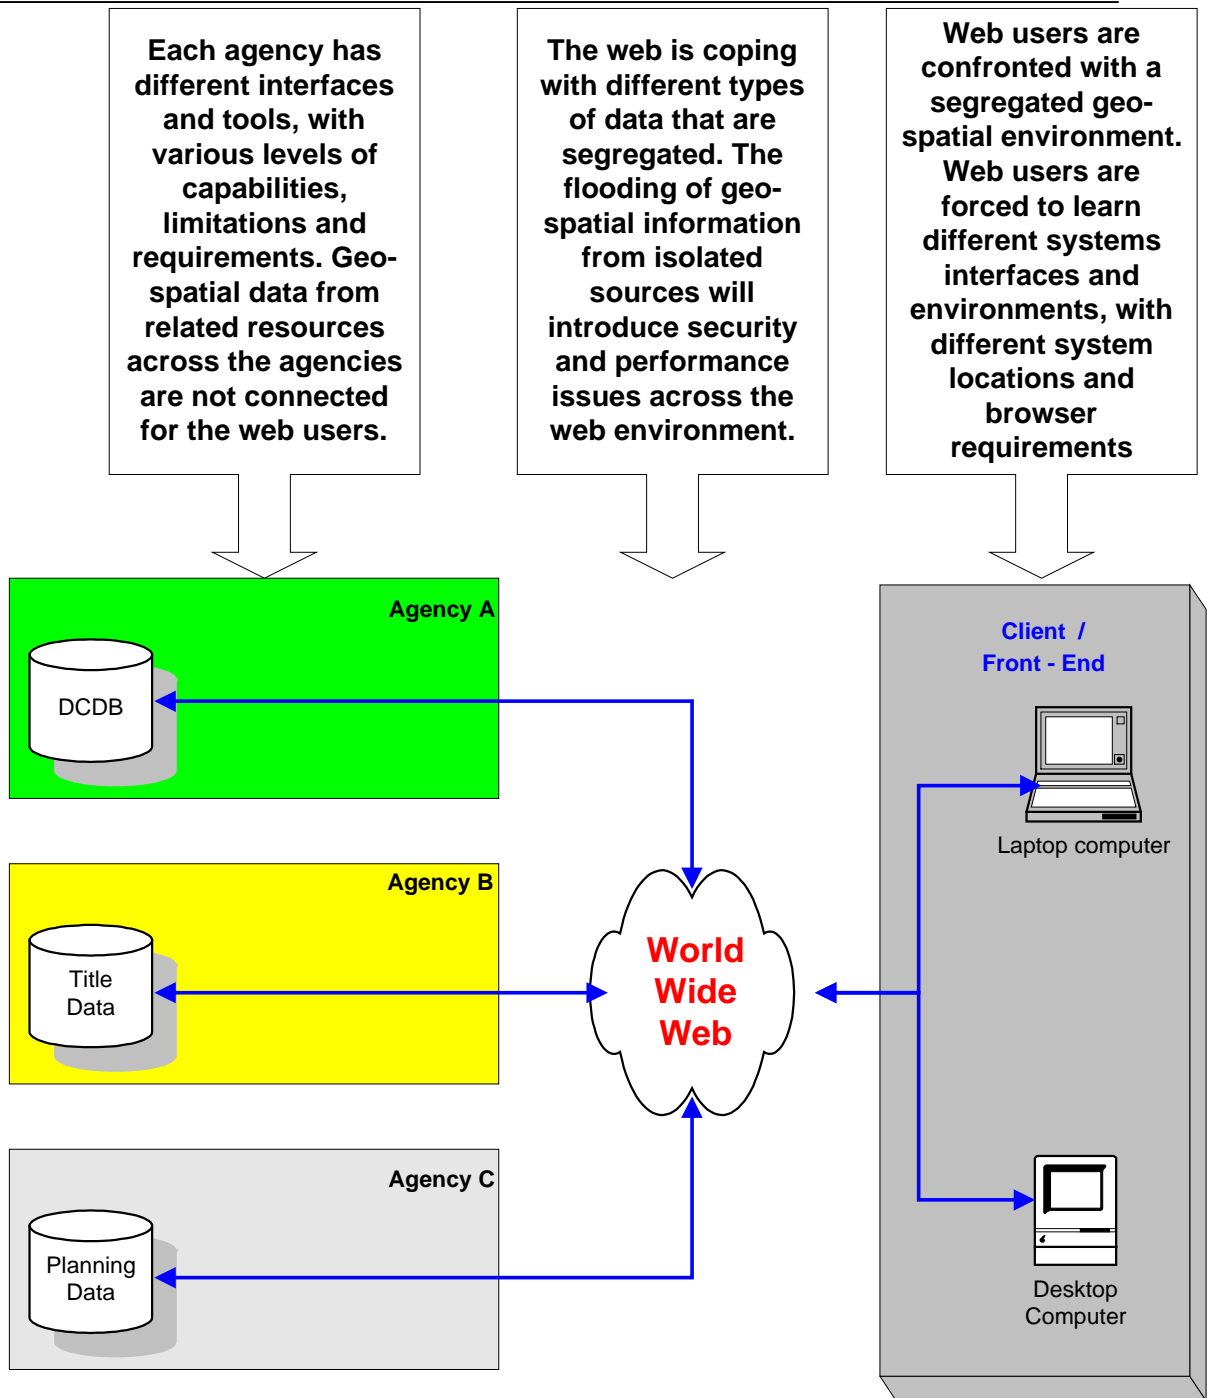 Each agency has
different interfaces
and tools, with
various levels of
capabilities,
limitations and
requirements. Geo-
spatial data from
related resources
across the agencies
are not connected
for the web users.
The web is coping
with different types
of data that are
segregated. The
flooding of geo-
spatial information
from isolated
sources will
introduce security
and performance
issues across the
web environment.
Web users are
confronted with a
segregated geo-
spatial environment.
Web users are
forced to learn
different systems
interfaces and
environments, with
different system
locations and
browser
requirements
Agency A
DCDB
Agency B
Title
Data
Agency C
Planning
Data
World
Wide
Web
Client /
Front - End
Laptop computer
Desktop
Computer